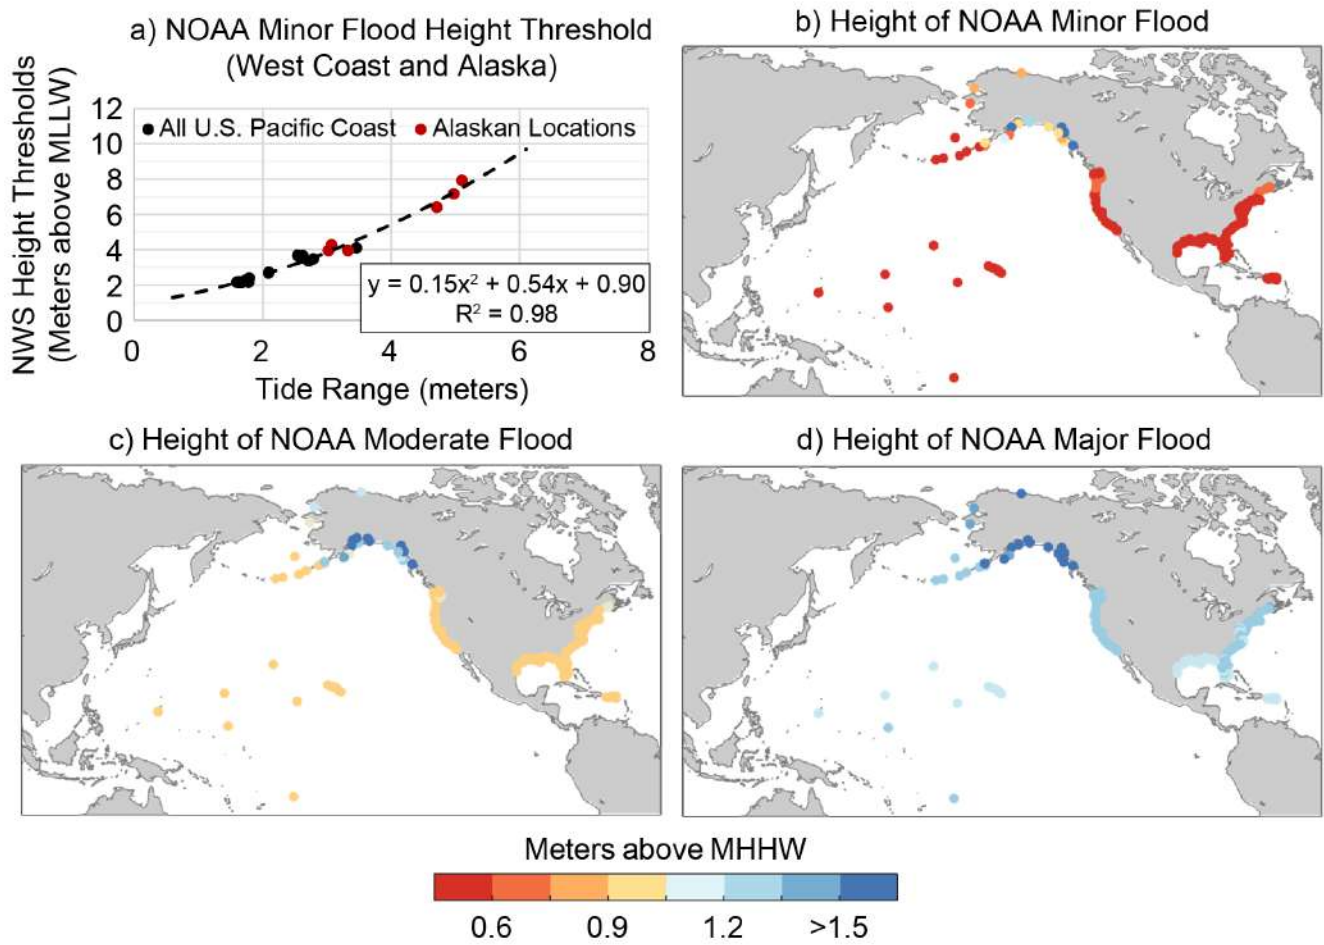 a) NOAA Minor Flood Height Threshold
(West Coast and Alaska)
NWS Height Thresholds
(Meters above MLLW)
12
10
8
6
4
2
0
All U.S. Pacific Coast
Alaskan Locations
y = 0.15x² + 0.54x + 0.90
R² = 0.98
0 2 4 6 8
Tide Range (meters)
b) Height of NOAA Minor Flood
c) Height of NOAA Moderate Flood
d) Height of NOAA Major Flood
Meters above MHHW
0.6 0.9 1.2 >1.5